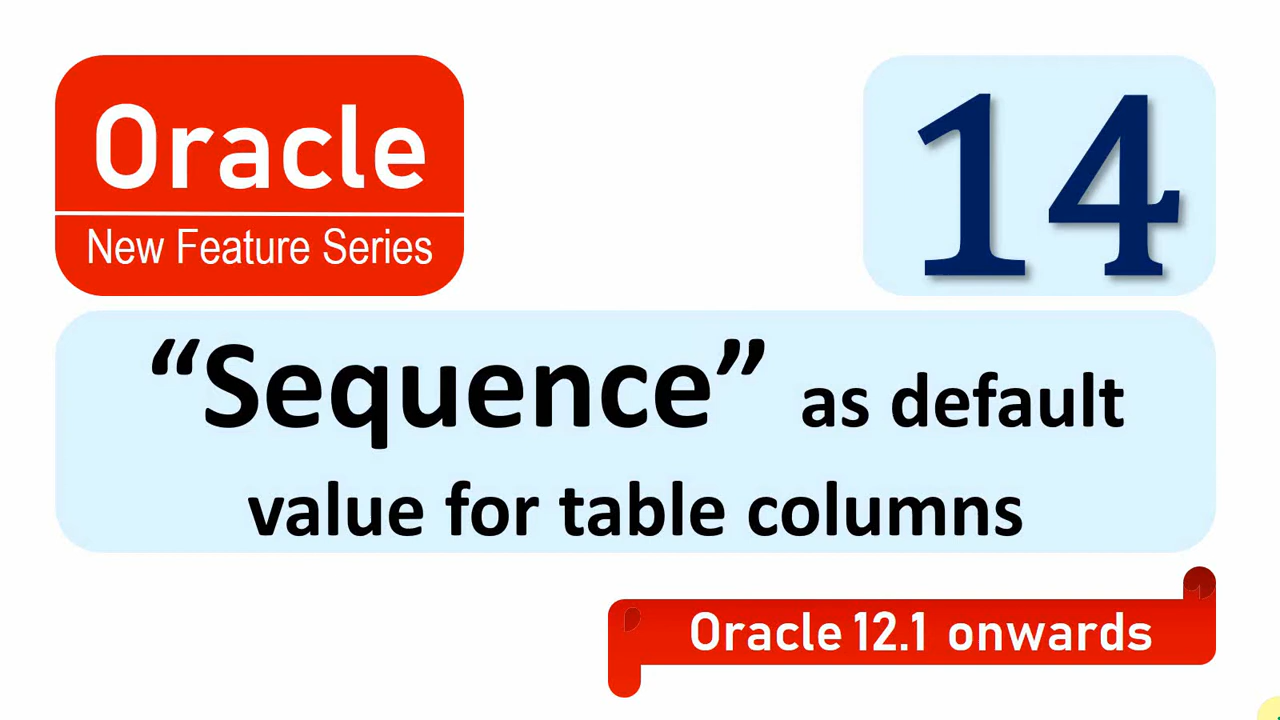 Oracle
New Feature Series
14
“Sequence” as default
value for table columns
Oracle 12.1 onwards